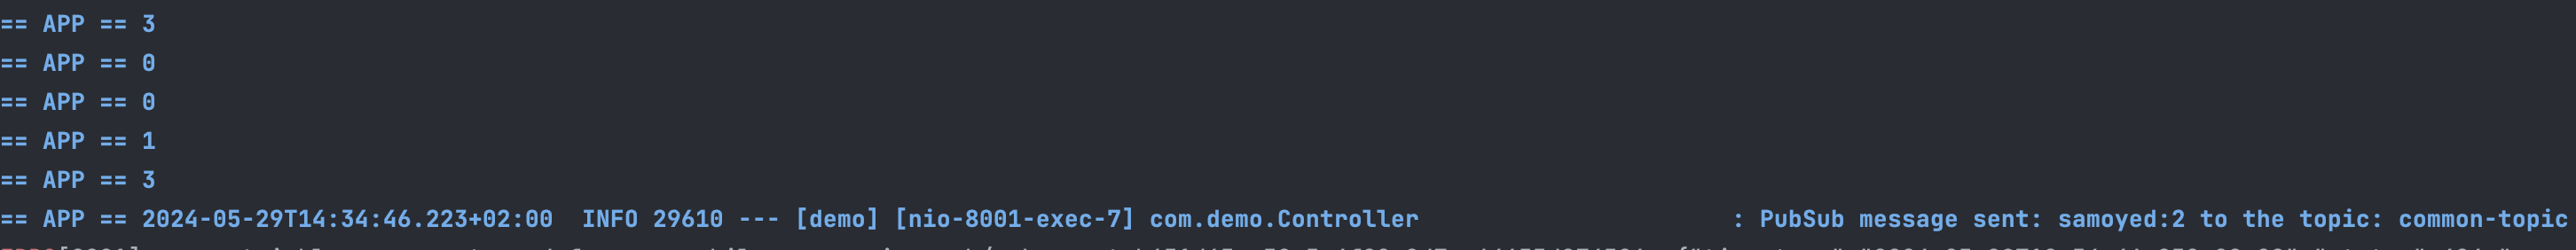 == APP == 3
== APP == 0
== APP == 0
== APP == 1
== APP == 3
== APP == 2024-05-29T14:34:46.223+02:00  INFO 29610 --- [demo] [nio-8001-exec-7] com.demo.Controller                      : PubSub message sent: samoyed:2 to the topic: common-topic